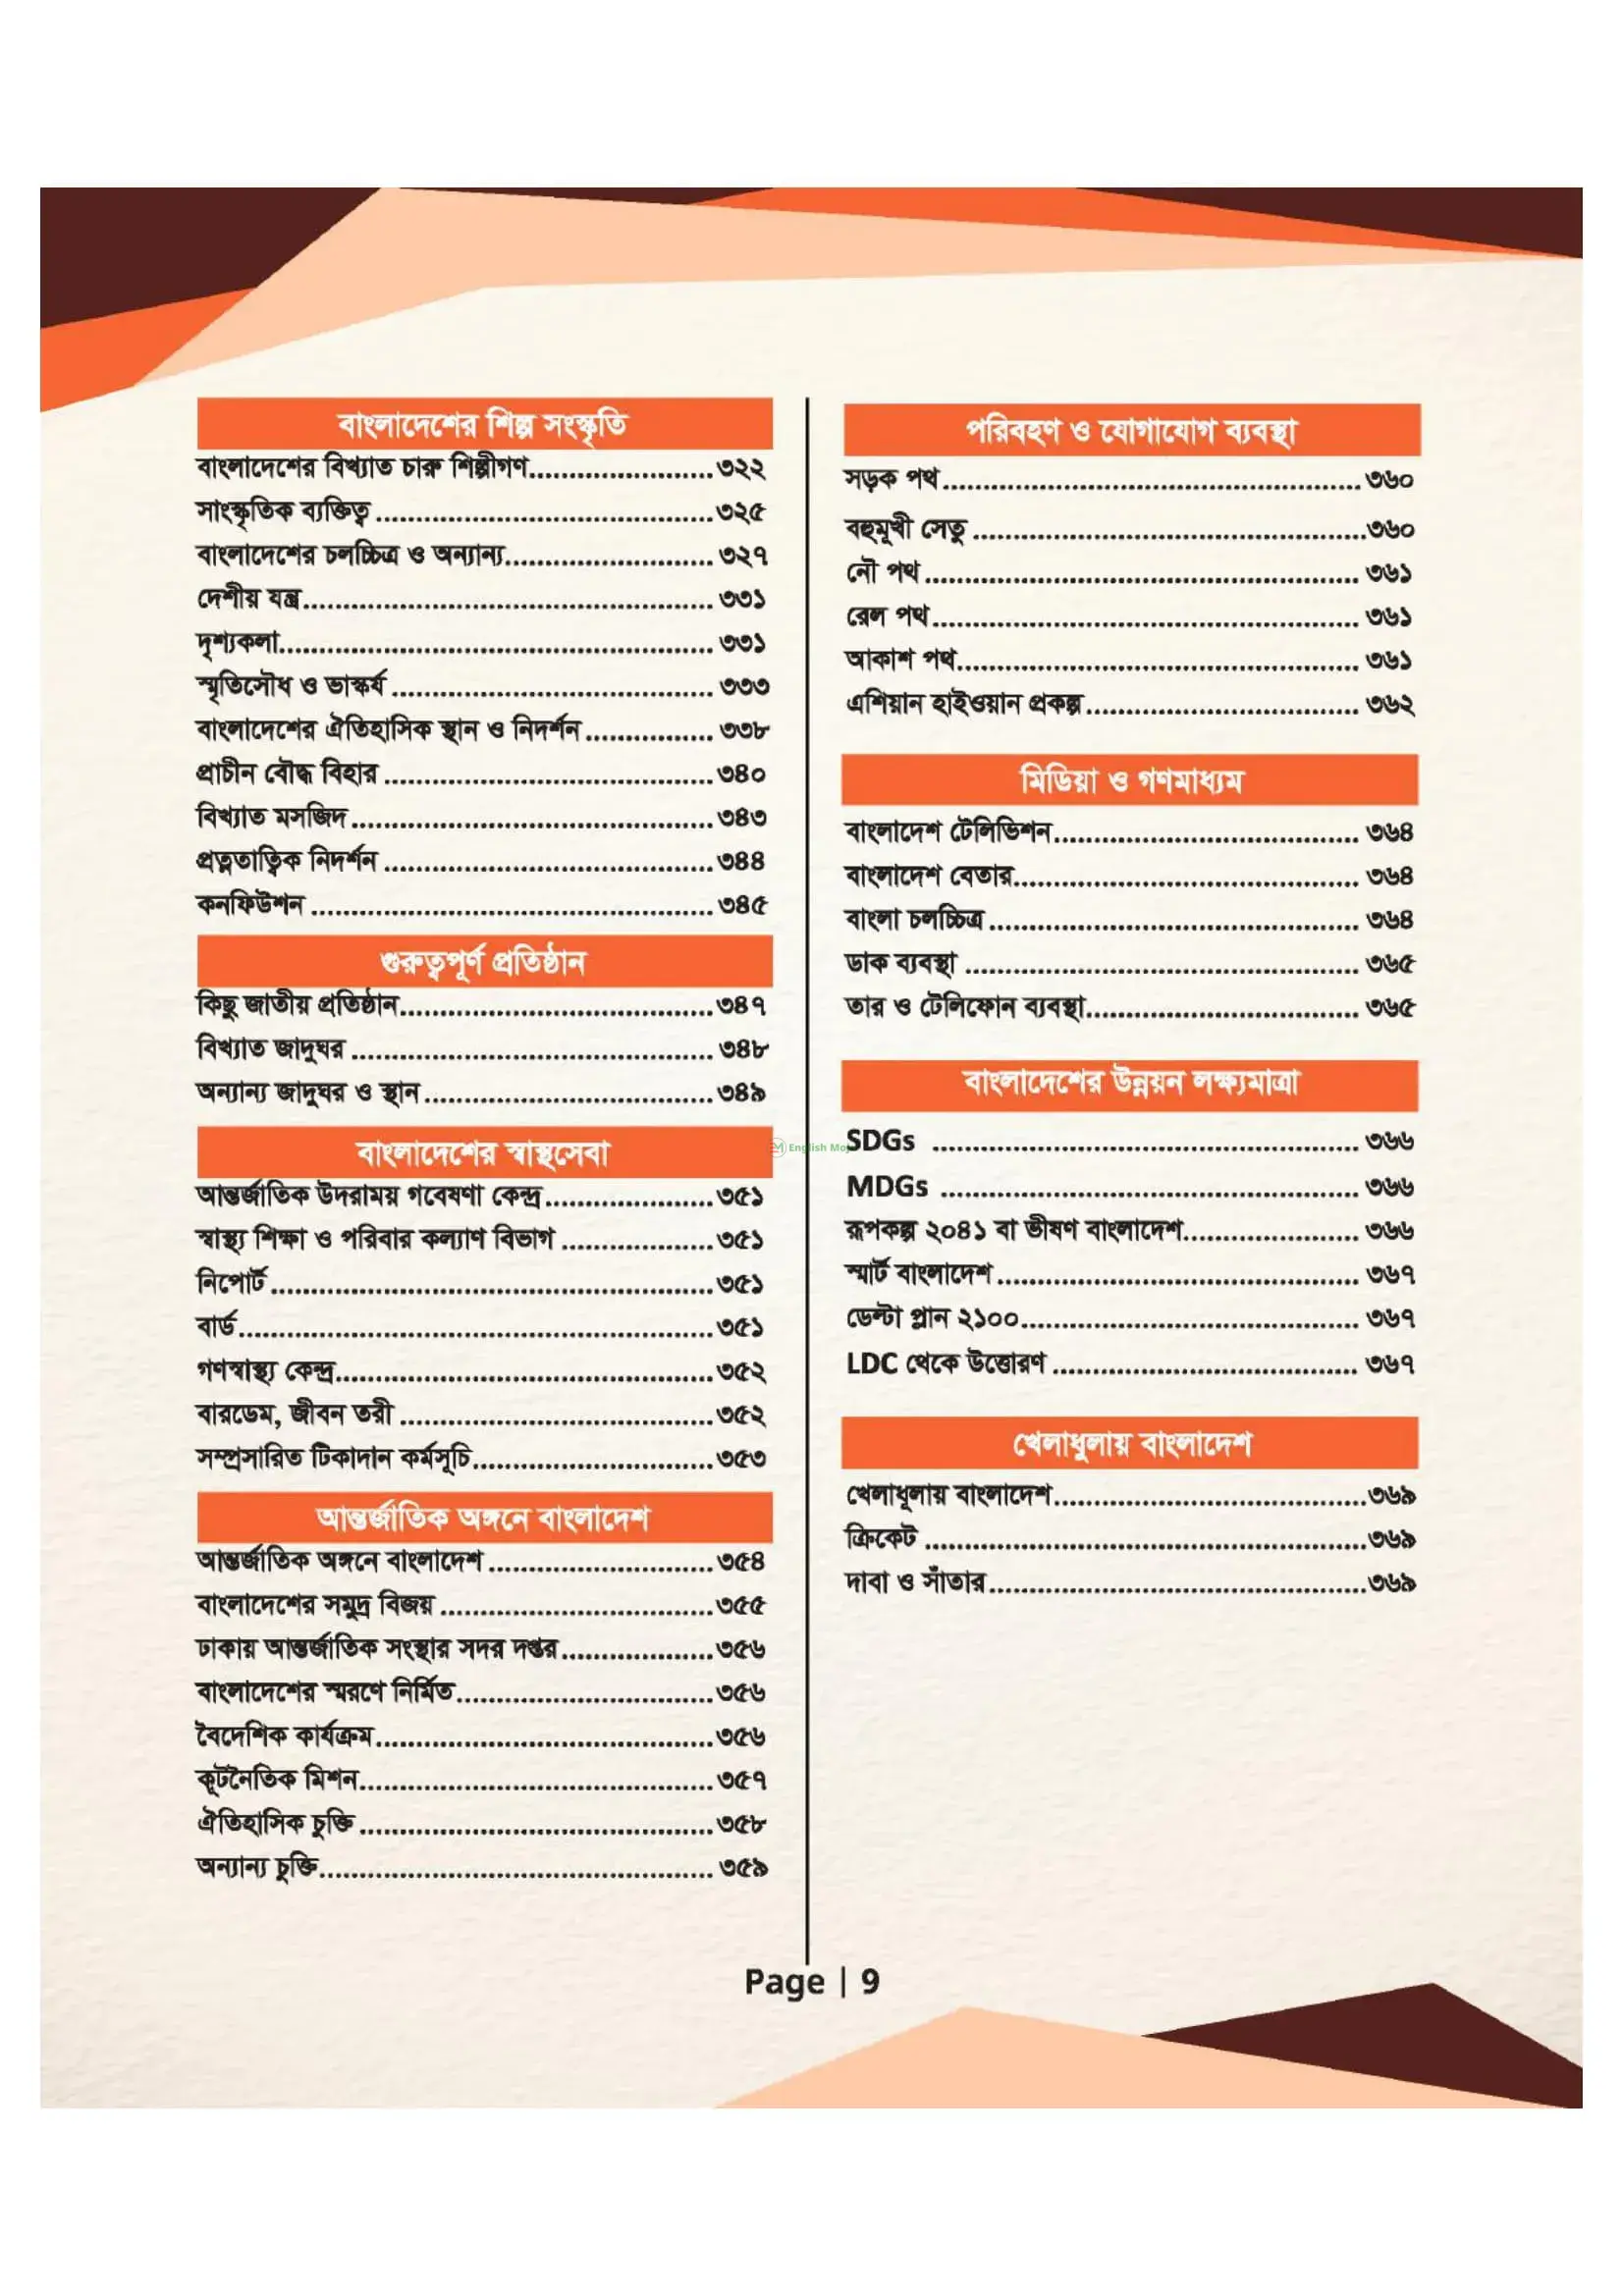 বাংলাদেশের শিল্প সংস্কৃতি
বাংলাদেশের বিখ্যাত চারু শিল্পীগণ.......................৩২২
সাংস্কৃতিক ব্যক্তিত্ব ..........................................৩২৫
বাংলাদেশের চলচ্চিত্র ও অন্যান্য.......................... ৩২৭
দেশীয় যন্ত্র................................................... ৩৩১
দৃশ্যকলা...................................................... ৩৩১
স্মৃতিসৌধ ও ভাস্কর্য ........................................ ৩৩৩
বাংলাদেশের ঐতিহাসিক স্থান ও নিদর্শন ................ ৩৩৮
প্রাচীন বৌদ্ধ বিহার .........................................৩৪০
বিখ্যাত মসজিদ .............................................৩৪৩
প্রত্নতাত্ত্বিক নিদর্শন .........................................৩৪৪
কনফিউশন ..................................................৩৪৫
গুরুত্বপূর্ণ প্রতিষ্ঠান
কিছু জাতীয় প্রতিষ্ঠান.......................................৩৪৭
বিখ্যাত জাদুঘর .............................................৩৪৮
অন্যান্য জাদুঘর ও স্থান ....................................৩৪৯
বাংলাদেশের স্বাস্থসেবা
আন্তর্জাতিক উদরাময় গবেষণা কেন্দ্র.....................৩৫১
স্বাস্থ্য শিক্ষা ও পরিবার কল্যাণ বিভাগ ...................৩৫১
নিপোর্ট .......................................................৩৫১
বার্ড...........................................................৩৫১
গণস্বাস্থ্য কেন্দ্র...............................................৩৫২
বারডেম, জীবন তরী .......................................৩৫২
সম্প্রসারিত টিকাদান কর্মসূচি..............................৩৫৩
আন্তর্জাতিক অঙ্গনে বাংলাদেশ
আন্তর্জাতিক অঙ্গনে বাংলাদেশ ............................৩৫৪
বাংলাদেশের সমুদ্র বিজয় ..................................৩৫৫
ঢাকায় আন্তর্জাতিক সংস্থার সদর দপ্তর...................৩৫৬
বাংলাদেশের স্মরণে নির্মিত................................৩৫৬
বৈদেশিক কার্যক্রম..........................................৩৫৬
কূটনৈতিক মিশন............................................৩৫৭
ঐতিহাসিক চুক্তি ............................................৩৫৮
অন্যান্য চুক্তি................................................. ৩৫৯
পরিবহণ ও যোগাযোগ ব্যবস্থা
সড়ক পথ .................................................... ৩৬০
বহুমূখী সেতু .................................................৩৬০
নৌ পথ ...................................................... ৩৬১
রেল পথ..................................................... ৩৬১
আকাশ পথ.................................................. ৩৬১
এশিয়ান হাইওয়ান প্রকল্প.................................. ৩৬২
মিডিয়া ও গণমাধ্যম
বাংলাদেশ টেলিভিশন...................................... ৩৬৪
বাংলাদেশ বেতার........................................... ৩৬৪
বাংলা চলচ্চিত্র .............................................. ৩৬৪
ডাক ব্যবস্থা ................................................. ৩৬৫
তার ও টেলিফোন ব্যবস্থা.................................. ৩৬৫
বাংলাদেশের উন্নয়ন লক্ষ্যমাত্রা
SDGs ..................................................... ৩৬৬
MDGs .................................................... ৩৬৬
রূপকল্প ২০৪১ বা ভীষণ বাংলাদেশ...................... ৩৬৬
স্মার্ট বাংলাদেশ ............................................. ৩৬৭
ডেল্টা প্লান ২১০০.......................................... ৩৬৭
LDC থেকে উত্তোরণ ...................................... ৩৬৭
খেলাধুলায় বাংলাদেশ
খেলাধূলায় বাংলাদেশ.......................................৩৬৯
ক্রিকেট .......................................................৩৬৯
দাবা ও সাঁতার...............................................৩৬৯
Page | 9